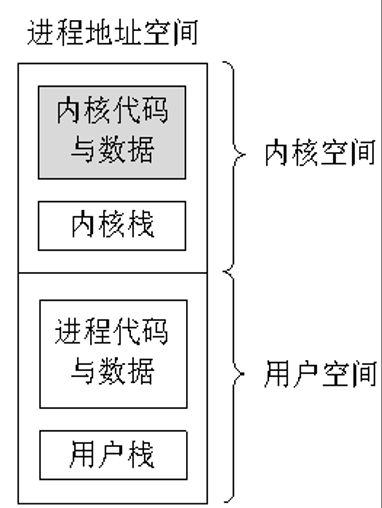 进程地址空间
内核代码
与数据
内核栈
内核空间
进程代码
与数据
用户栈
用户空间